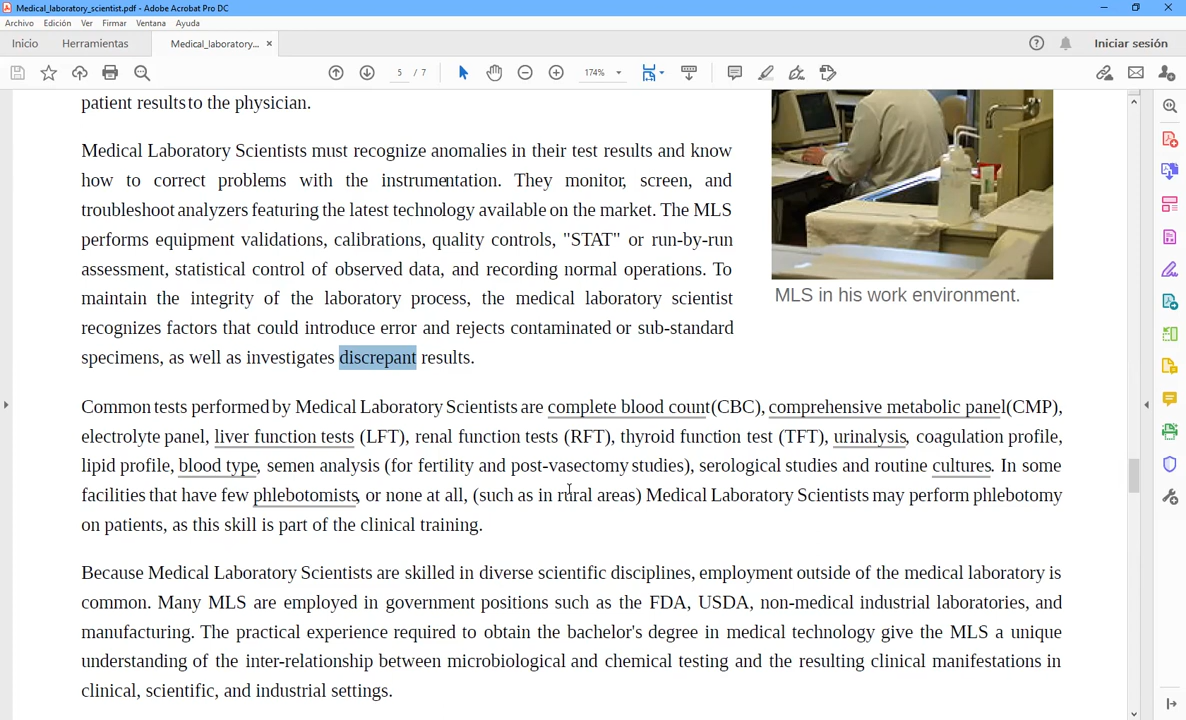 Medical_laboratory_scientist.pdf - Adobe Acrobat Pro DC
Archivo Edición Ver Firmar Ventana Ayuda
Inicio Herramientas Medical_laboratory... × Iniciar sesión
5 / 7 174%
patient results to the physician.
Medical Laboratory Scientists must recognize anomalies in their test results and know
how to correct problems with the instrumentation. They monitor, screen, and
troubleshoot analyzers featuring the latest technology available on the market. The MLS
performs equipment validations, calibrations, quality controls, "STAT" or run-by-run
assessment, statistical control of observed data, and recording normal operations. To
maintain the integrity of the laboratory process, the medical laboratory scientist
recognizes factors that could introduce error and rejects contaminated or sub-standard
specimens, as well as investigates discrepant results.
MLS in his work environment.
Common tests performed by Medical Laboratory Scientists are complete blood count (CBC), comprehensive metabolic panel (CMP),
electrolyte panel, liver function tests (LFT), renal function tests (RFT), thyroid function test (TFT), urinalysis, coagulation profile,
lipid profile, blood type, semen analysis (for fertility and post-vasectomy studies), serological studies and routine cultures. In some
facilities that have few phlebotomists, or none at all, (such as in rural areas) Medical Laboratory Scientists may perform phlebotomy
on patients, as this skill is part of the clinical training.
Because Medical Laboratory Scientists are skilled in diverse scientific disciplines, employment outside of the medical laboratory is
common. Many MLS are employed in government positions such as the FDA, USDA, non-medical industrial laboratories, and
manufacturing. The practical experience required to obtain the bachelor's degree in medical technology give the MLS a unique
understanding of the inter-relationship between microbiological and chemical testing and the resulting clinical manifestations in
clinical, scientific, and industrial settings.